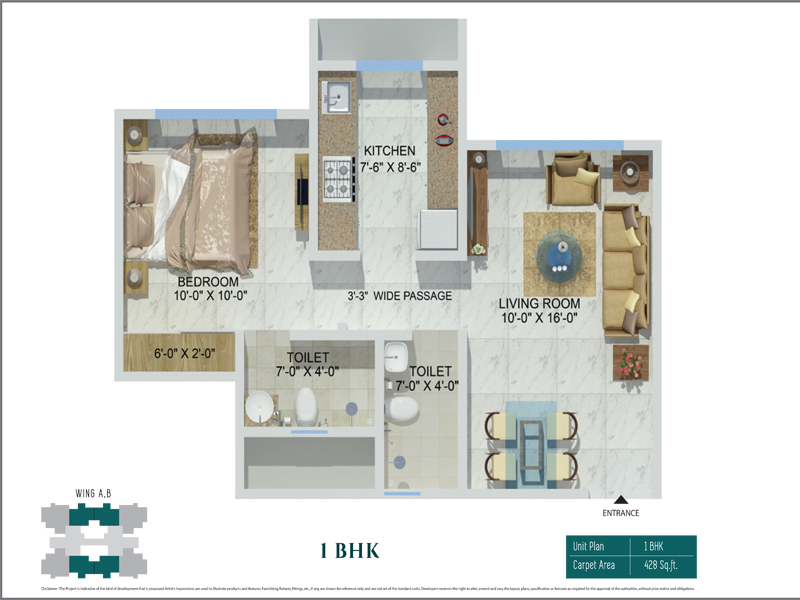 KITCHEN
7'-6" X 8'-6"
BEDROOM
10'-0" X 10'-0"
3'-3" WIDE PASSAGE
LIVING ROOM
10'-0" X 16'-0"
6'-0" X 2'-0"
TOILET
7'-0" X 4'-0"
TOILET
7'-0" X 4'-0"
ENTRANCE
WING A,B
1 BHK
Unit Plan 1 BHK
Carpet Area 428 Sq.ft.